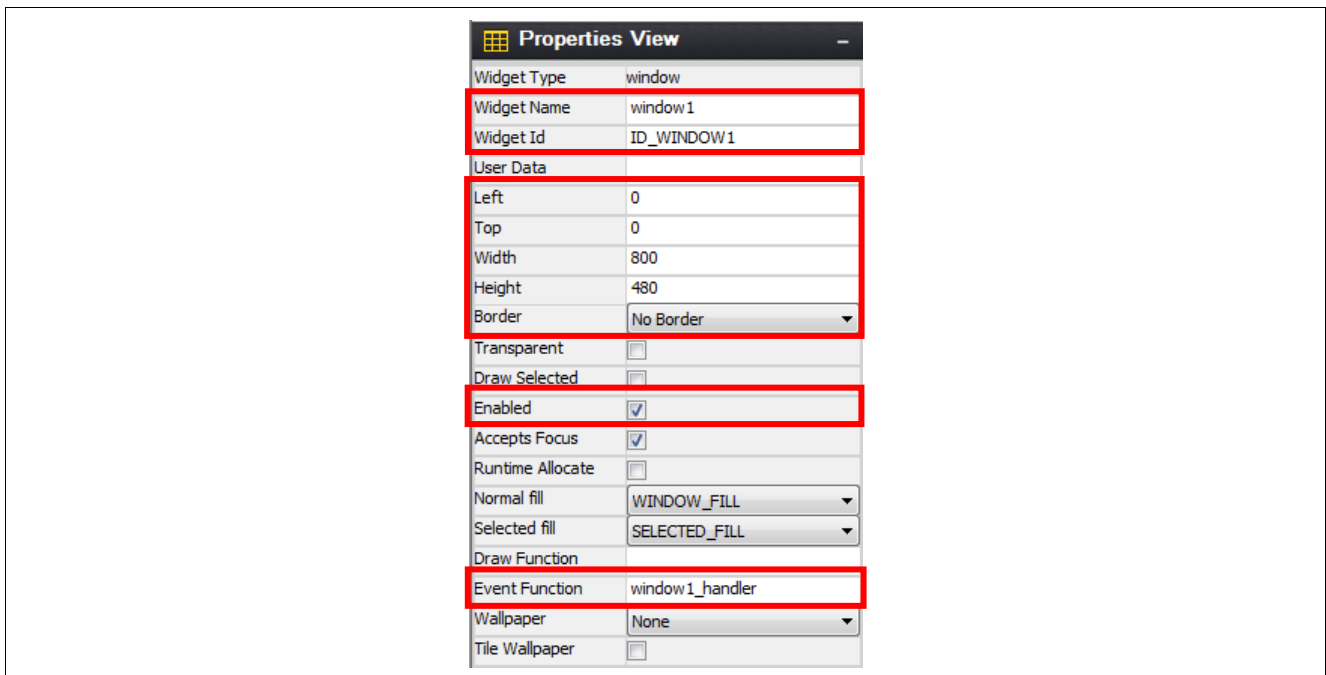 Properties View
Widget Type window
Widget Name window1
Widget Id ID_WINDOW1
User Data
Left 0
Top 0
Width 800
Height 480
Border No Border
Transparent
Draw Selected
Enabled
Accepts Focus
Runtime Allocate
Normal fill WINDOW_FILL
Selected fill SELECTED_FILL
Draw Function
Event Function window1_handler
Wallpaper None
Tile Wallpaper